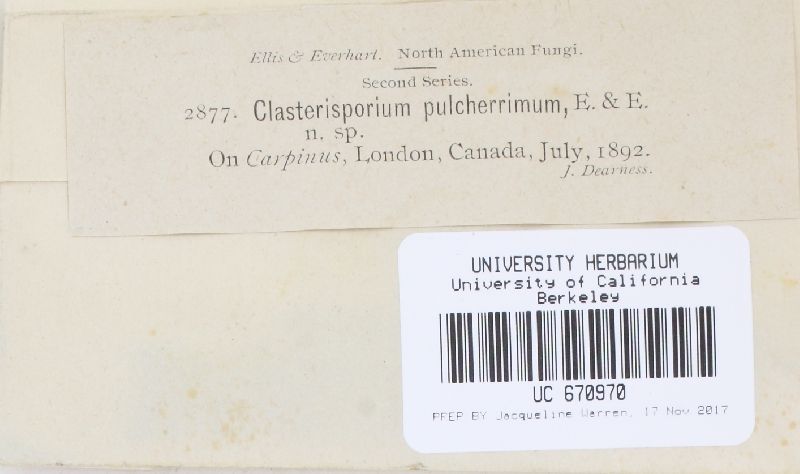 Ellis & Everhart. North American Fungi.
Second Series.
2877. Clasterisporium pulcherrimum, E. & E.
n. sp.
On Carpinus, London, Canada, July, 1892.
J. Dearness.
UNIVERSITY HERBARIUM
University of California
Berkeley
UC 670970
PREP BY Jacqueline Warren, 17 Nov 2017